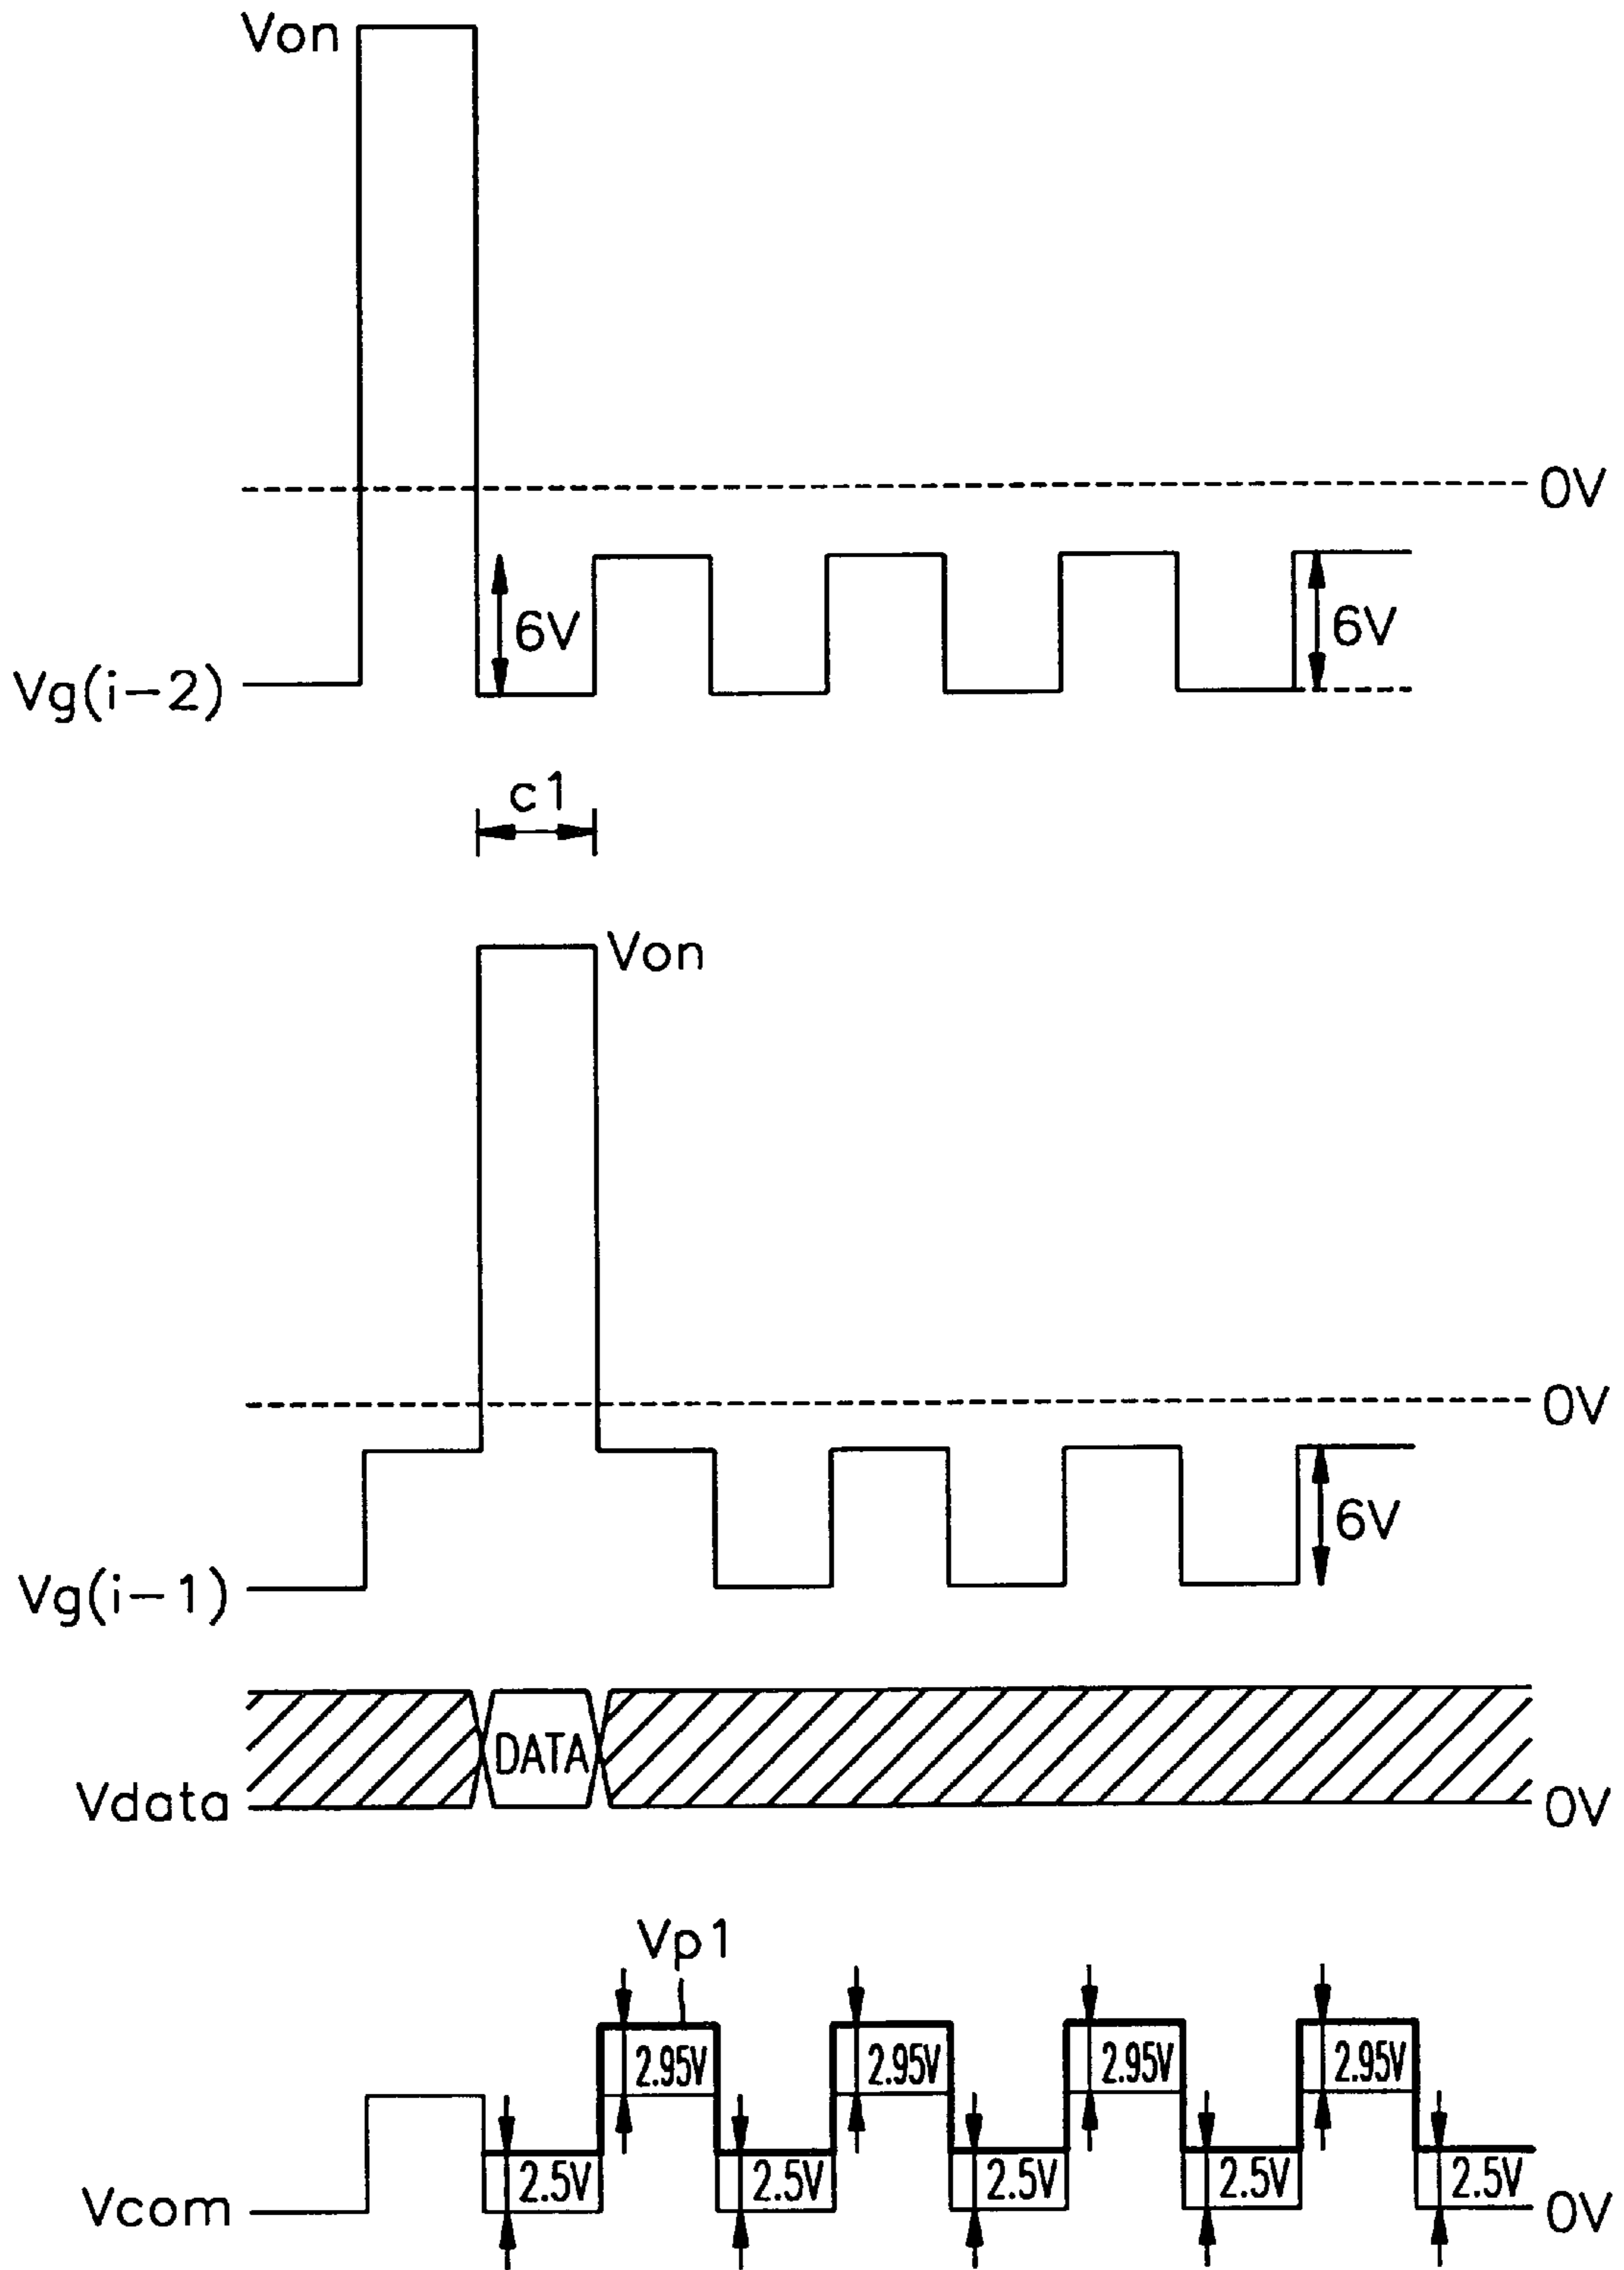 Von
0V
6V
6V
Vg(i-2)
c1
Von
0V
6V
Vg(i-1)
DATA
Vdata
0V
Vp1
2.95V 2.95V 2.95V 2.95V
2.5V 2.5V 2.5V 2.5V 2.5V
Vcom
0V